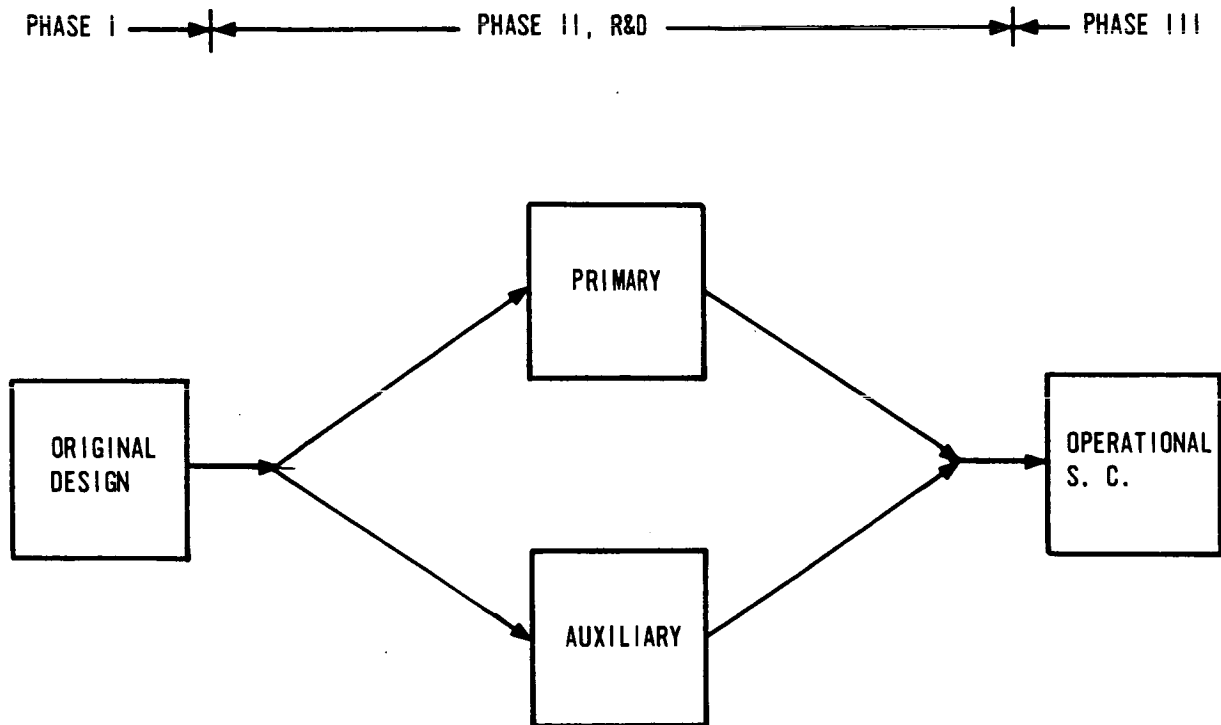 PHASE I
PHASE II, R&D
PHASE III
PRIMARY
ORIGINAL
DESIGN
OPERATIONAL
S. C.
AUXILIARY